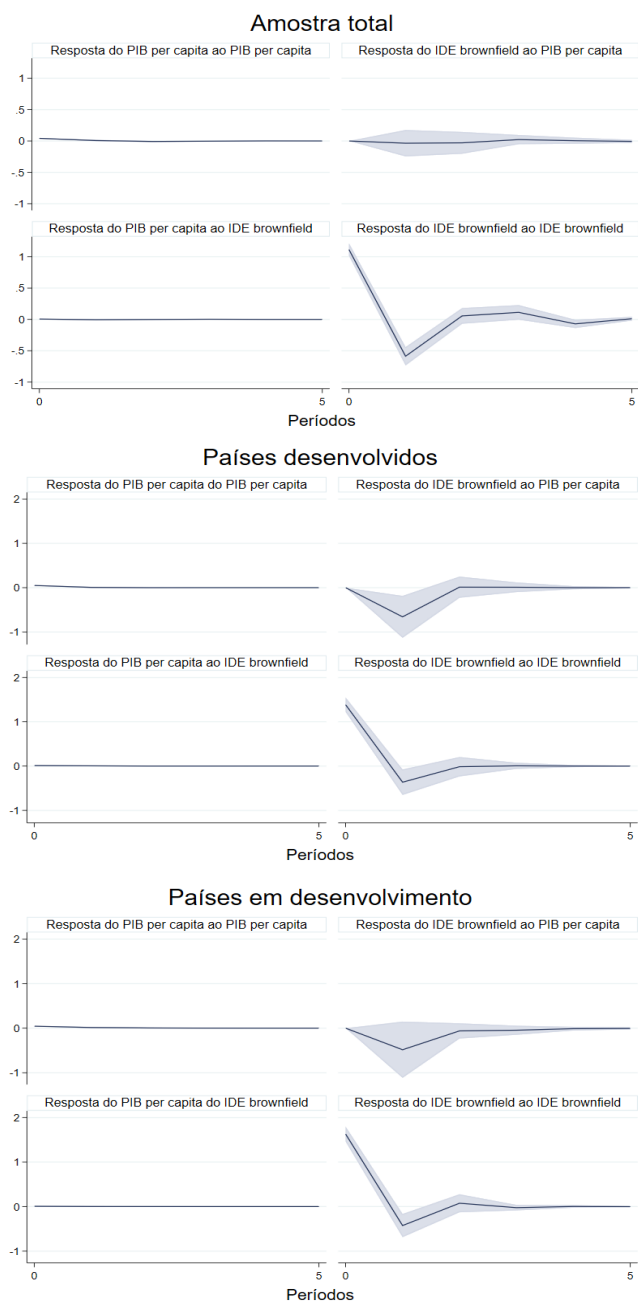 Amostra total
Resposta do PIB per capita ao PIB per capita
Resposta do IDE brownfield ao PIB per capita
1
.5
0
-.5
-1
Resposta do PIB per capita ao IDE brownfield
Resposta do IDE brownfield ao IDE brownfield
1
.5
0
-.5
-1
0 5 0 5
Períodos
Países desenvolvidos
Resposta do PIB per capita do PIB per capita
Resposta do IDE brownfield ao PIB per capita
2
1
0
-1
Resposta do PIB per capita ao IDE brownfield
Resposta do IDE brownfield ao IDE brownfield
2
1
0
-1
0 5 0 5
Períodos
Países em desenvolvimento
Resposta do PIB per capita ao PIB per capita
Resposta do IDE brownfield ao PIB per capita
2
1
0
-1
Resposta do PIB per capita do IDE brownfield
Resposta do IDE brownfield ao IDE brownfield
2
1
0
-1
0 5 0 5
Períodos